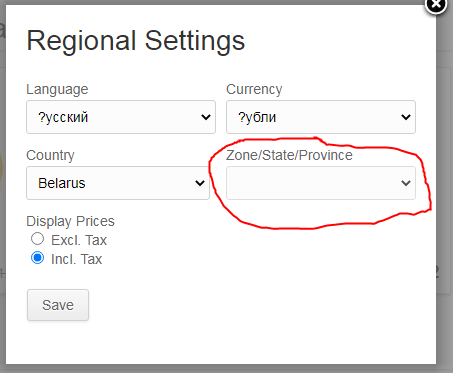 Regional Settings
Language
Currency
?усский
?убли
Country
Zone/State/Province
Belarus
Display Prices
Excl. Tax
Incl. Tax
Save